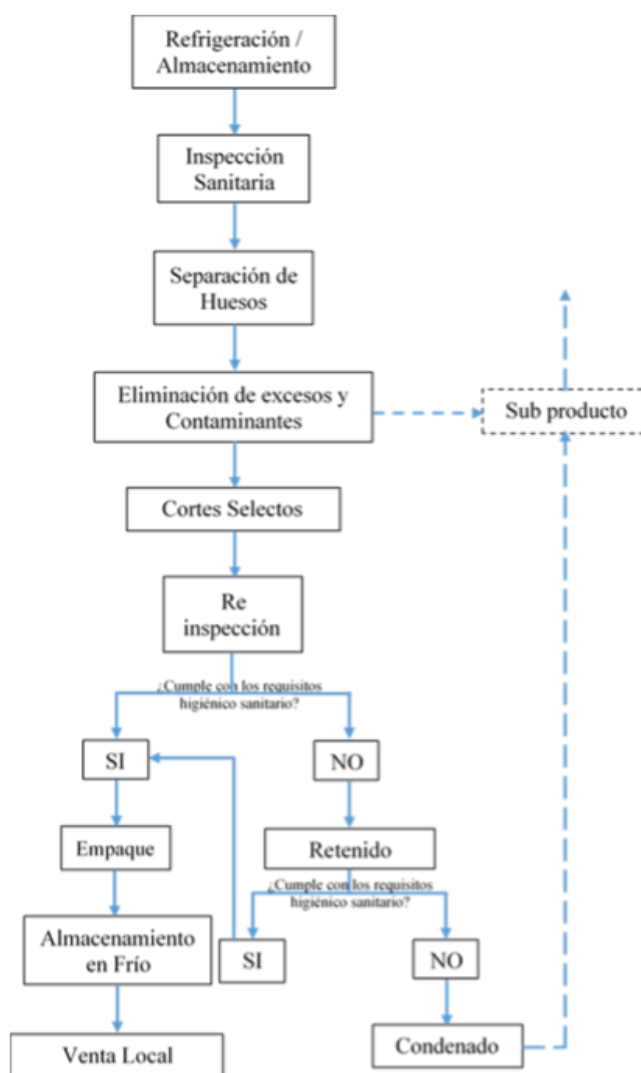 Refrigeración /
Almacenamiento
Inspección
Sanitaria
Separación de
Huesos
Eliminación de excesos y
Contaminantes
Sub producto
Cortes Selectos
Re
inspección
¿Cumple con los requisitos
higiénico sanitario?
SI
NO
Empaque
Retenido
¿Cumple con los requisitos
higiénico sanitario?
Almacenamiento
en Frío
SI
NO
Venta Local
Condenado